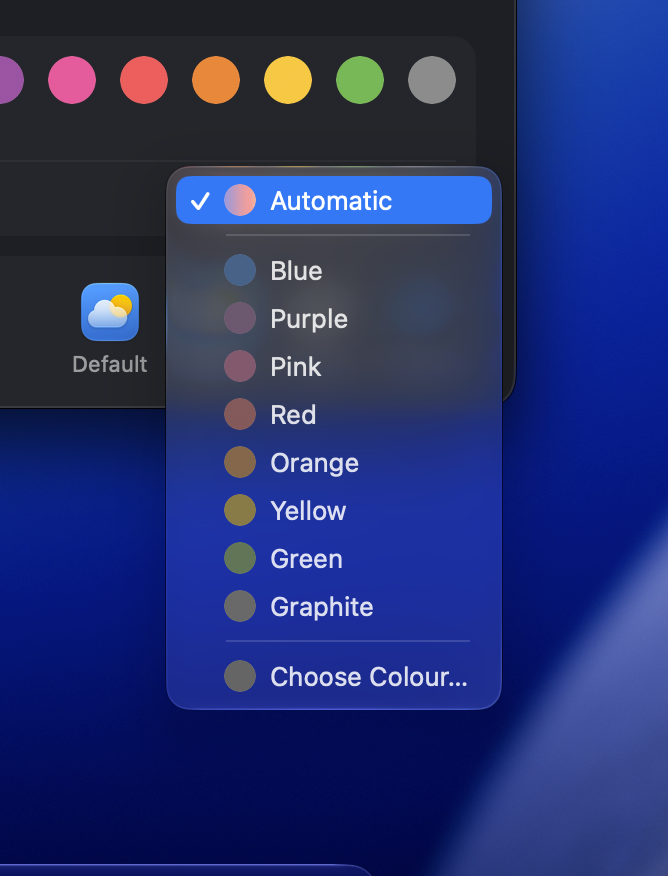 Automatic
Blue
Purple
Default
Pink
Red
Orange
Yellow
Green
Graphite
Choose Colour...